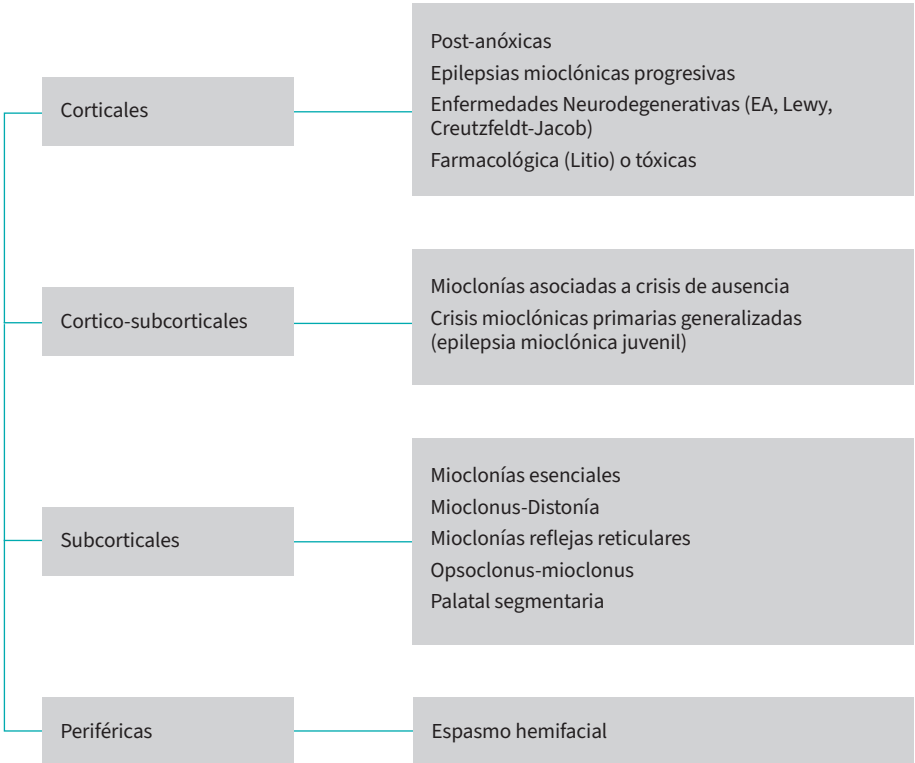 Corticales
Post-anóxicas
Epilepsias mioclónicas progresivas
Enfermedades Neurodegenerativas (EA, Lewy,
Creutzfeldt-Jacob)
Farmacológica (Litio) o tóxicas
Cortico-subcorticales
Mioclonías asociadas a crisis de ausencia
Crisis mioclónicas primarias generalizadas
(epilepsia mioclónica juvenil)
Subcorticales
Mioclonías esenciales
Mioclonus-Distonía
Mioclonías reflejas reticulares
Opsoclonus-mioclonus
Palatal segmentaria
Periféricas
Espasmo hemifacial